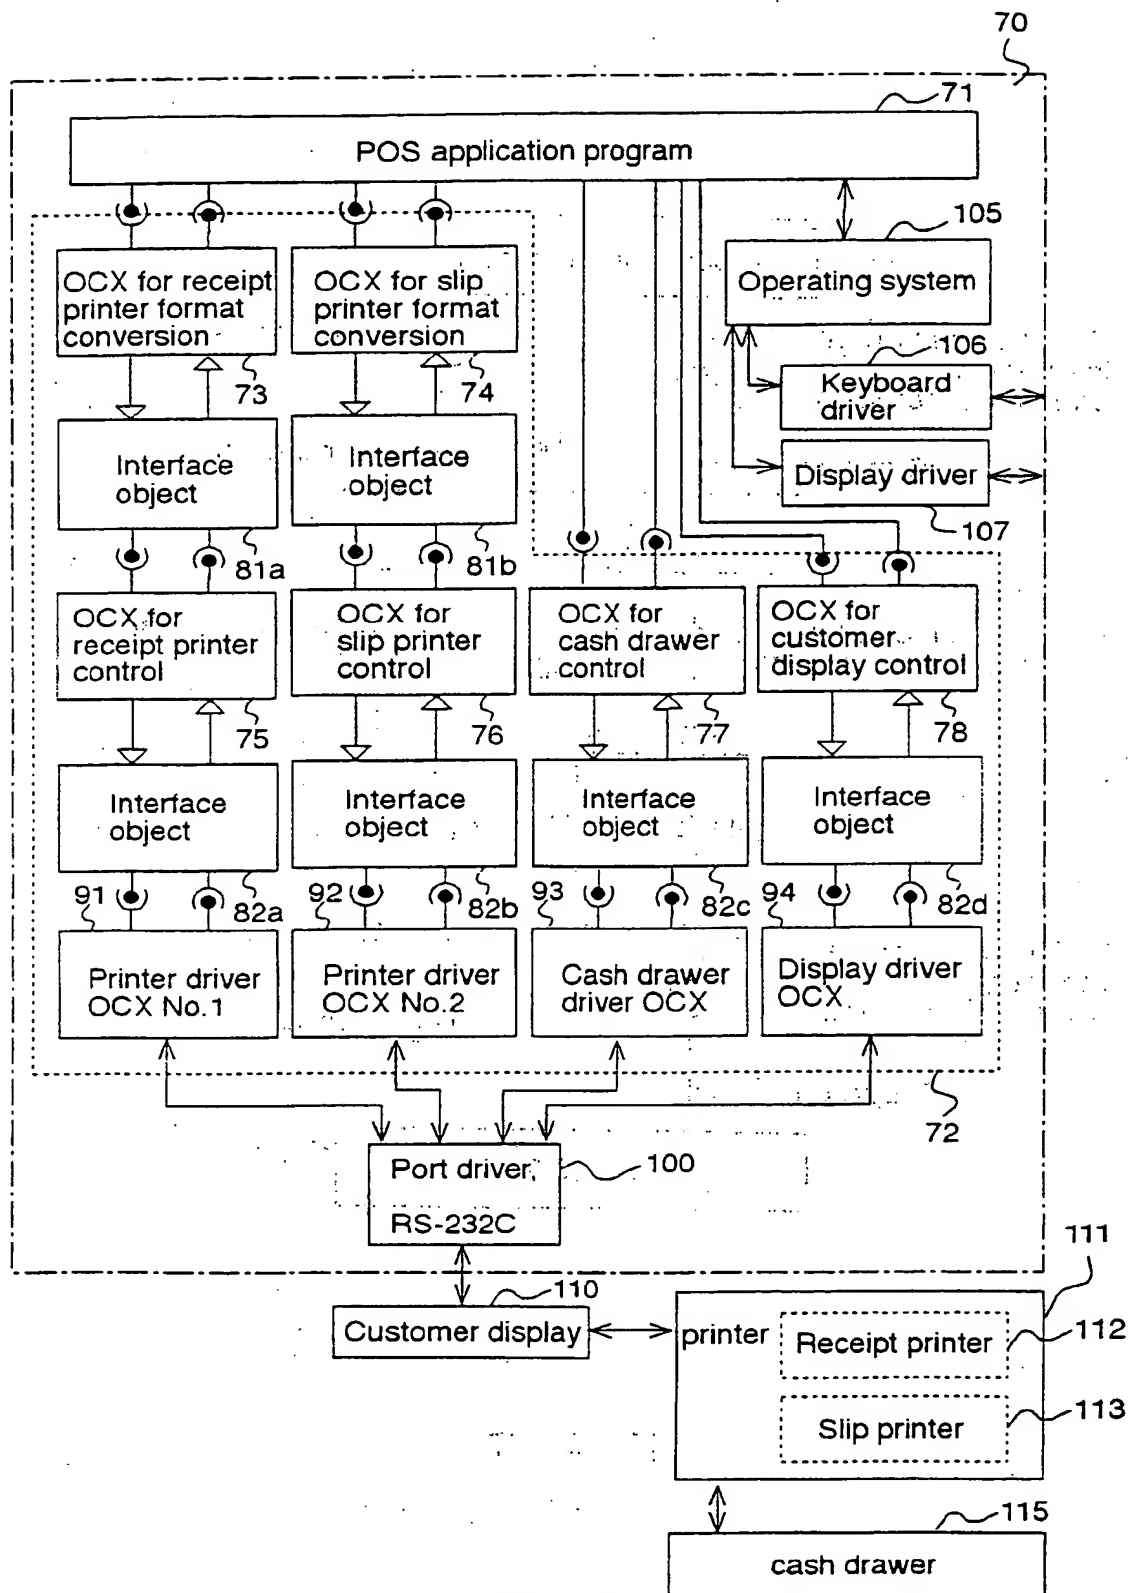 70
71
POS application program
105
OCX for receipt
printer format
conversion
OCX for slip
printer format
conversion
Operating system
106
73
74
Keyboard
driver
Interface
object
Interface
object
Display driver
107
81a
81b
OCX for
receipt printer
control
OCX for
slip printer
control
OCX for
cash drawer
control
OCX for
customer
display control
75
76
77
78
Interface
object
Interface
object
Interface
object
Interface
object
91
82a
92
82b
93
82c
94
82d
Printer driver
OCX No.1
Printer driver
OCX No.2
Cash drawer
driver OCX
Display driver
OCX
72
Port driver,
RS-232C
100
111
110
Customer display
printer
Receipt printer
112
Slip printer
113
115
cash drawer